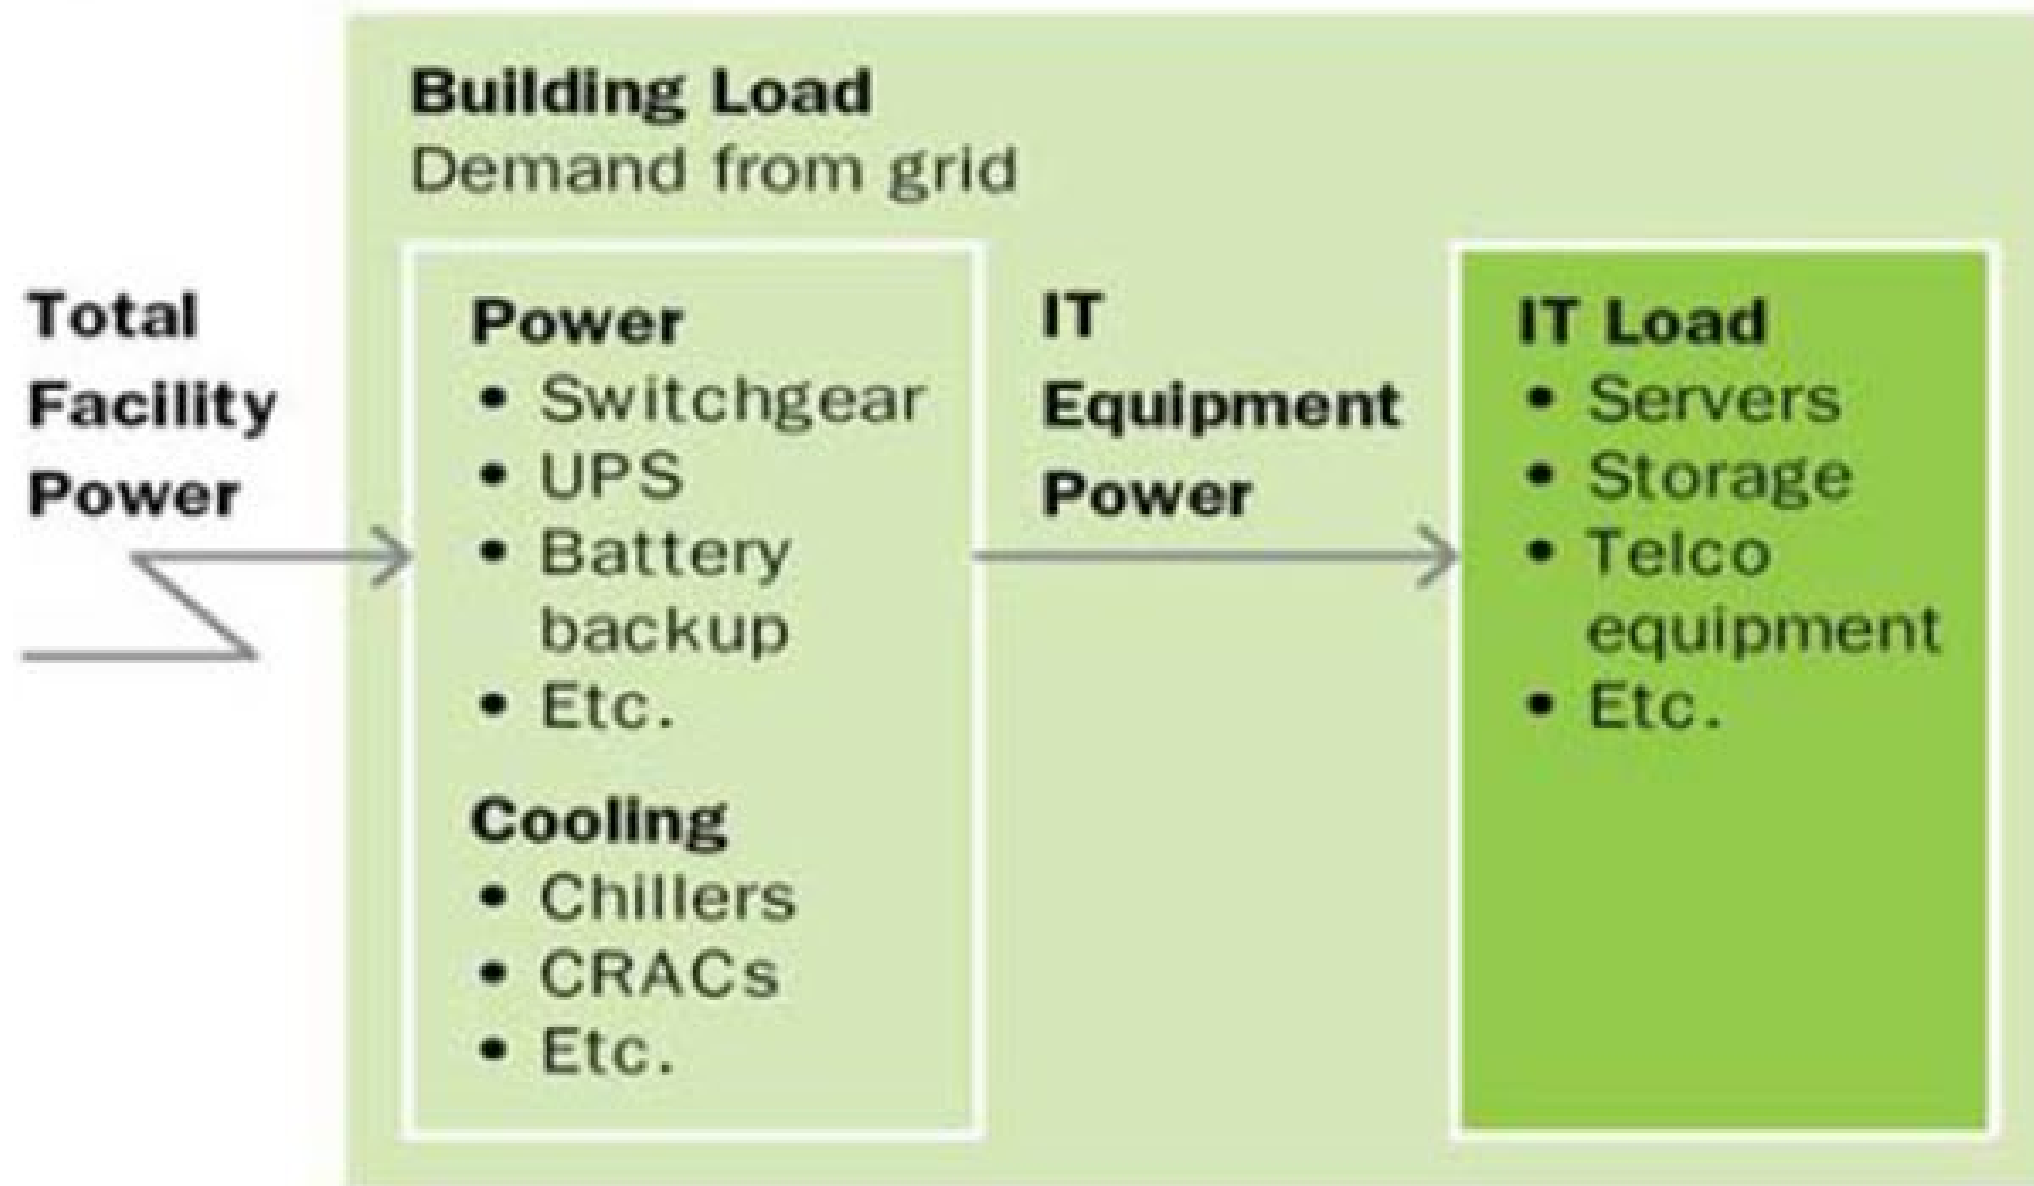 Building Load
Demand from grid
Total
Facility
Power
Power
• Switchgear
• UPS
• Battery
backup
• Etc.
Cooling
• Chillers
• CRACs
• Etc.
IT
Equipment
Power
IT Load
• Servers
• Storage
• Telco
equipment
• Etc.